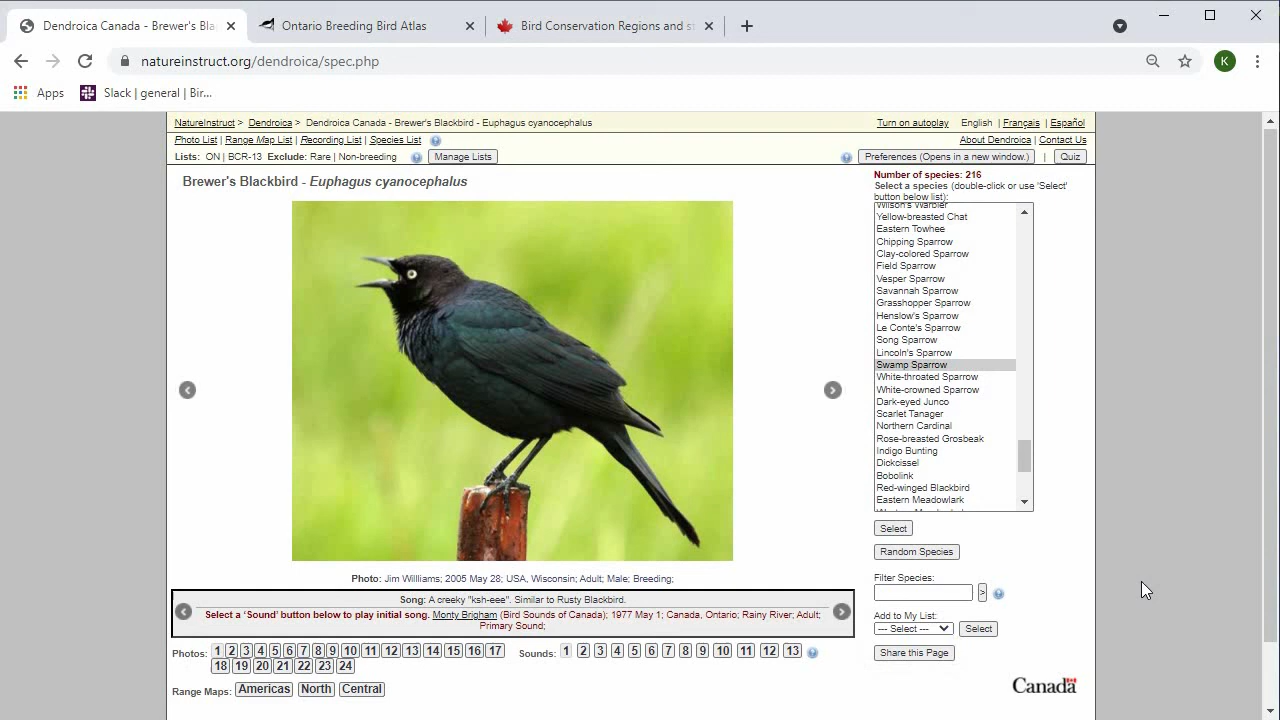 Dendroica Canada - Brewer's Bla
Ontario Breeding Bird Atlas
Bird Conservation Regions and st
natureinstruct.org/dendroica/spec.php
K
Apps
Slack | general | Bir...
NatureInstruct > Dendroica > Dendroica Canada - Brewer's Blackbird - Euphagus cyanocephalus
Turn on autoplay English | Français | Español
Photo List | Range Map List | Recording List | Species List
About Dendroica | Contact Us
Lists: ON | BCR-13 Exclude: Rare | Non-breeding
Manage Lists
Preferences (Opens in a new window.) | Quiz
Brewer's Blackbird - Euphagus cyanocephalus
Number of species: 216
Select a species (double-click or use 'Select'
button below list):
Wilson's Warbler
Yellow-breasted Chat
Eastern Towhee
Chipping Sparrow
Clay-colored Sparrow
Field Sparrow
Vesper Sparrow
Savannah Sparrow
Grasshopper Sparrow
Henslow's Sparrow
Le Conte's Sparrow
Song Sparrow
Lincoln's Sparrow
Swamp Sparrow
White-throated Sparrow
White-crowned Sparrow
Dark-eyed Junco
Scarlet Tanager
Northern Cardinal
Rose-breasted Grosbeak
Indigo Bunting
Dickcissel
Bobolink
Red-winged Blackbird
Eastern Meadowlark
Select
Random Species
Filter Species:
>
Add to My List:
--- Select --- Select
Share this Page
Photo: Jim Williams; 2005 May 28; USA, Wisconsin; Adult; Male; Breeding;
Song: A creeky "ksh-eee". Similar to Rusty Blackbird.
Select a 'Sound' button below to play initial song. Monty Brigham (Bird Sounds of Canada); 1977 May 1; Canada, Ontario; Rainy River; Adult;
Primary Sound;
Photos: 1 2 3 4 5 6 7 8 9 10 11 12 13 14 15 16 17
18 19 20 21 22 23 24
Sounds: 1 2 3 4 5 6 7 8 9 10 11 12 13
Range Maps: Americas North Central
Canada